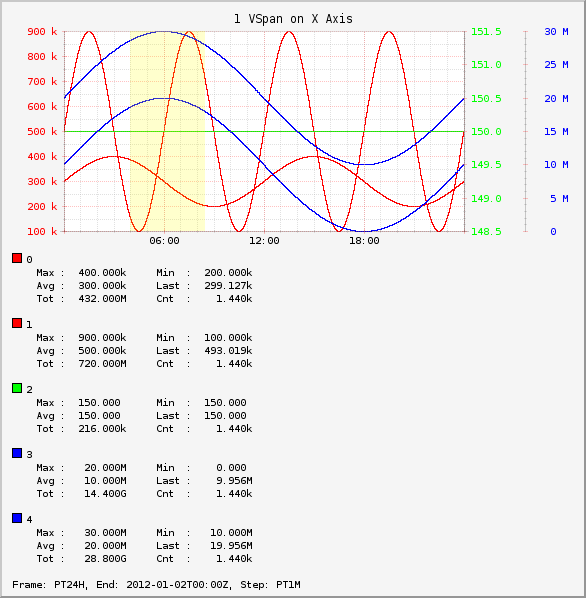 1 VSpan on X Axis
900 k 151.5 30 M
800 k 151.0 25 M
700 k
600 k 150.5 20 M
500 k 150.0 15 M
400 k 149.5 10 M
300 k
200 k 149.0 5 M
100 k 148.5 0
06:00 12:00 18:00
0
Max : 400.000k Min : 200.000k
Avg : 300.000k Last : 299.127k
Tot : 432.000M Cnt : 1.440k
1
Max : 900.000k Min : 100.000k
Avg : 500.000k Last : 493.019k
Tot : 720.000M Cnt : 1.440k
2
Max : 150.000 Min : 150.000
Avg : 150.000 Last : 150.000
Tot : 216.000k Cnt : 1.440k
3
Max : 20.000M Min : 0.000
Avg : 10.000M Last : 9.956M
Tot : 14.400G Cnt : 1.440k
4
Max : 30.000M Min : 10.000M
Avg : 20.000M Last : 19.956M
Tot : 28.800G Cnt : 1.440k
Frame: PT24H, End: 2012-01-02T00:00Z, Step: PT1M